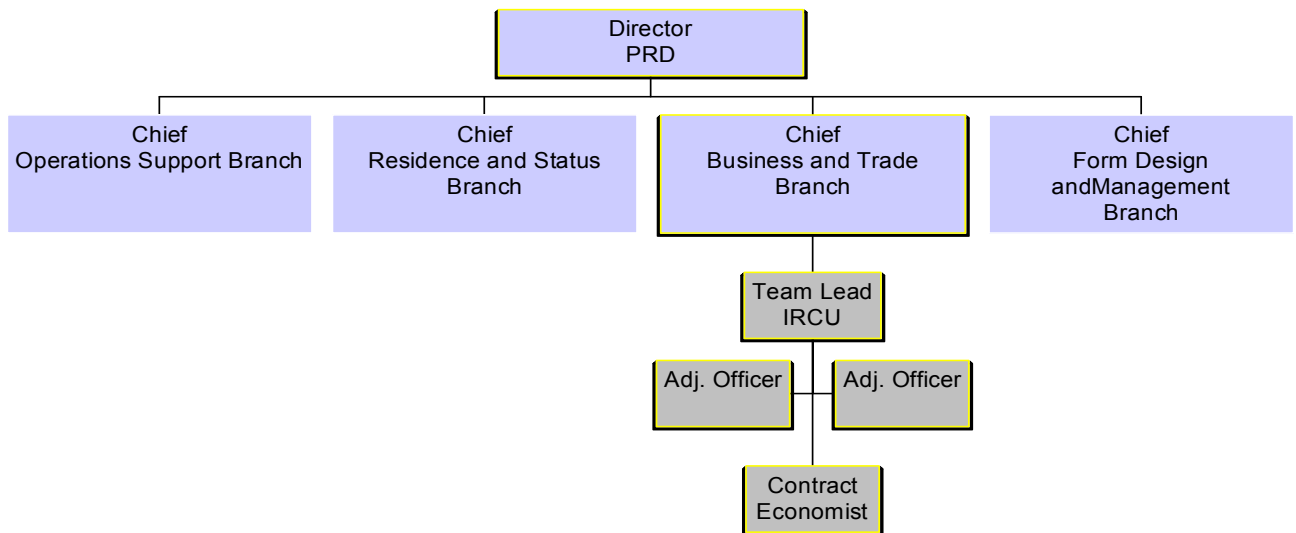 Director
PRD
Chief
Operations Support Branch
Chief
Residence and Status
Branch
Chief
Business and Trade
Branch
Chief
Form Design
andManagement
Branch
Team Lead
IRCU
Adj. Officer
Adj. Officer
Contract
Economist